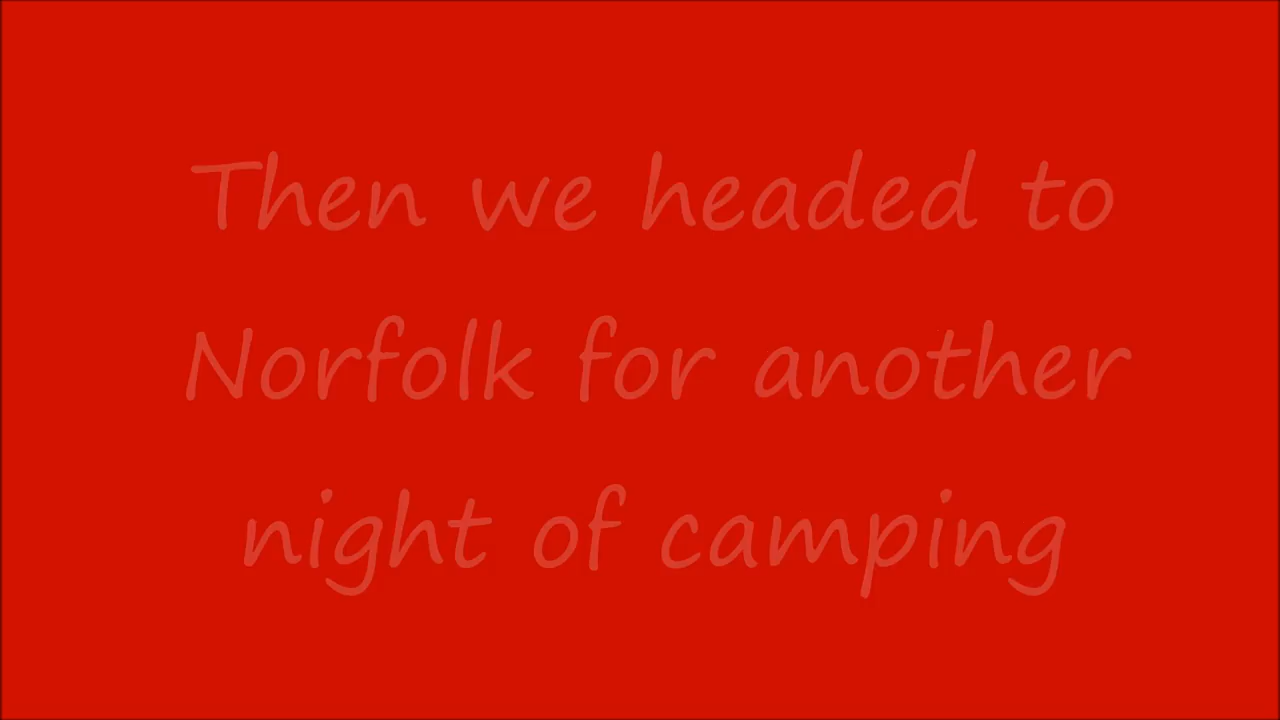 Then we headed to
Norfolk for another
night of camping